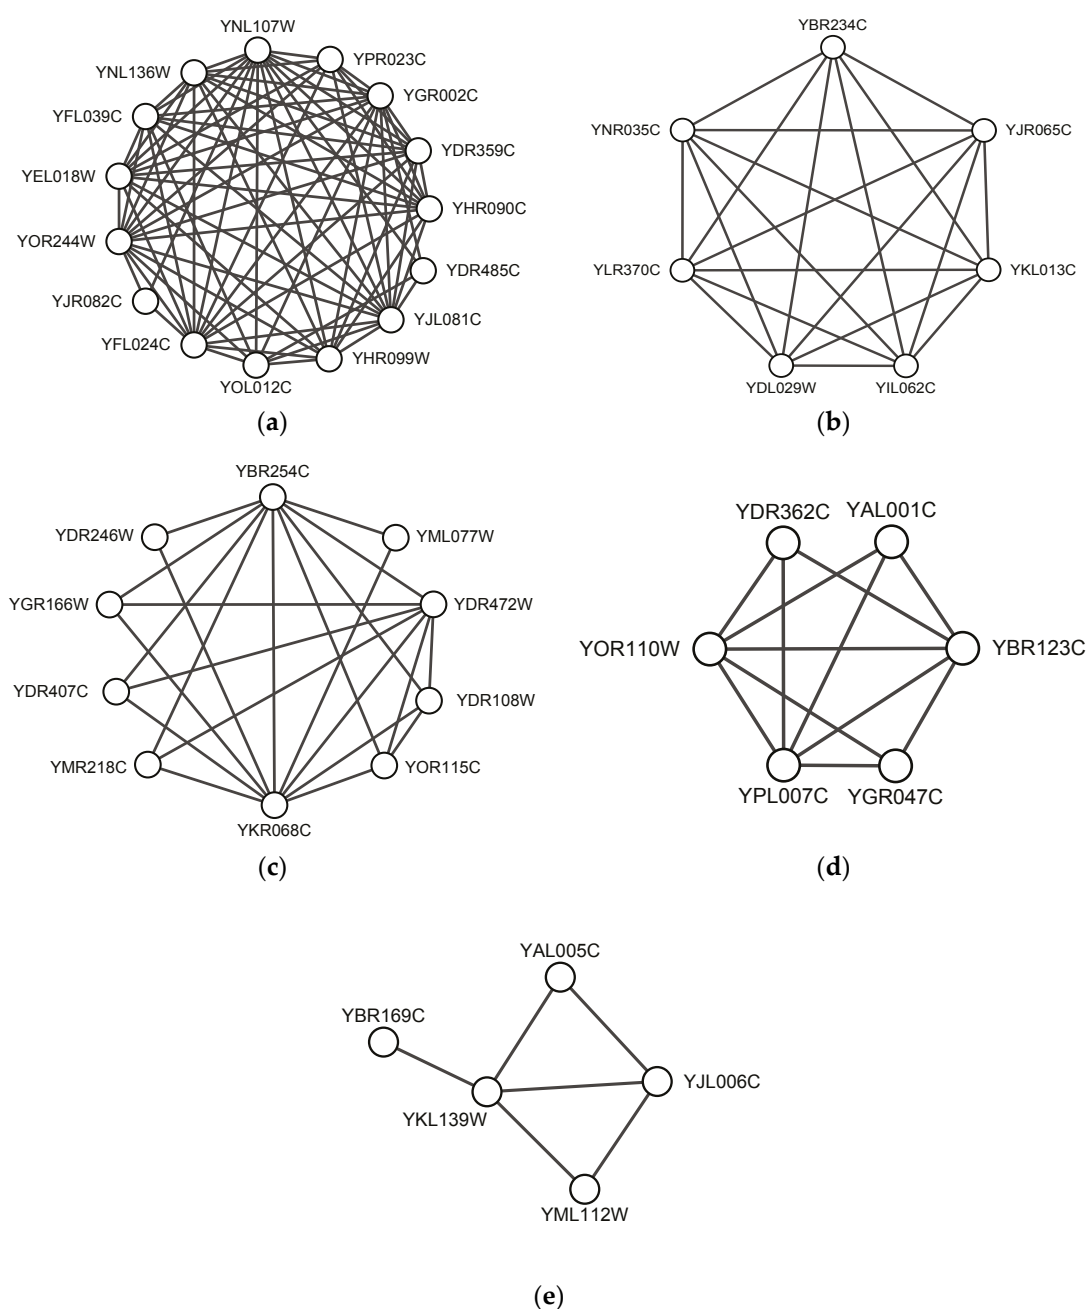 YNL107W
YPR023C
YNL136W
YGR002C
YFL039C
YDR359C
YEL018W
YHR090C
YOR244W
YDR485C
YJR082C
YJL081C
YFL024C
YHR099W
YOL012C
(a)
YBR234C
YNR035C
YJR065C
YLR370C
YKL013C
YDL029W
YIL062C
(b)
YBR254C
YDR246W
YML077W
YGR166W
YDR472W
YDR407C
YDR108W
YMR218C
YOR115C
YKR068C
(c)
YDR362C
YAL001C
YOR110W
YBR123C
YPL007C
YGR047C
(d)
YAL005C
YBR169C
YJL006C
YKL139W
YML112W
(e)